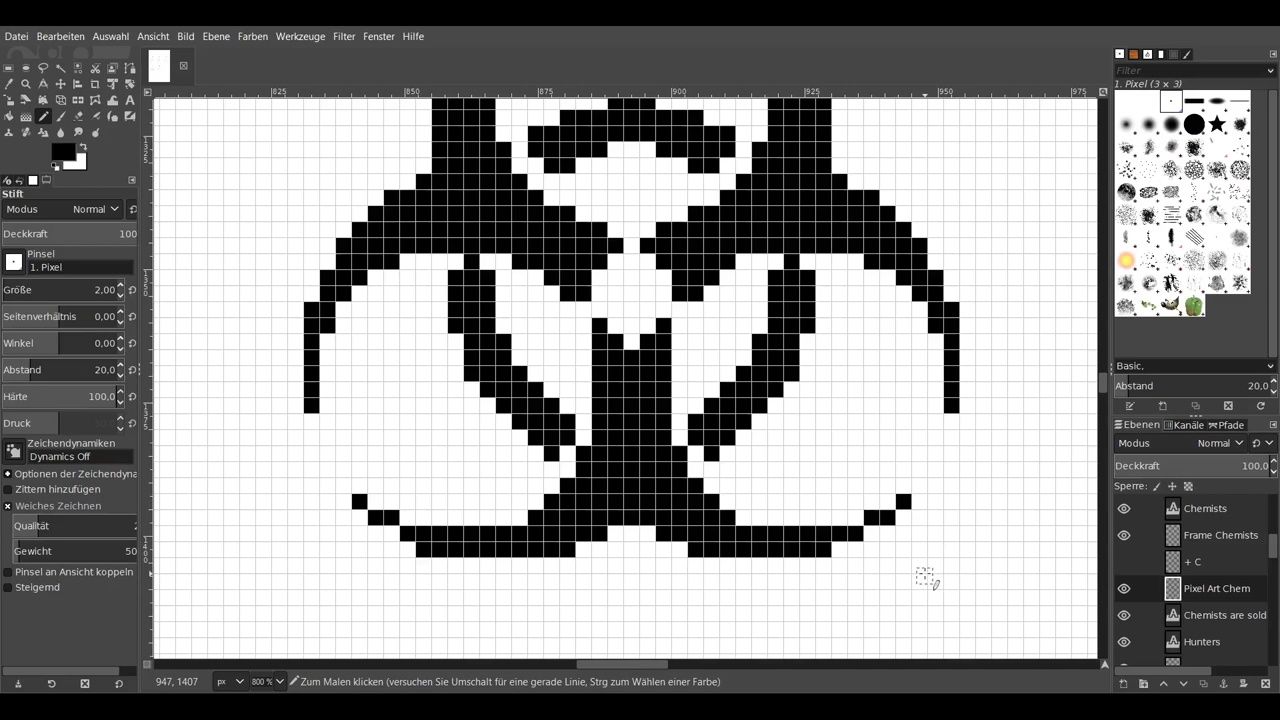 Datei Bearbeiten Auswahl Ansicht Bild Ebene Farben Werkzeuge Filter Fenster Hilfe
825 850 875 900 925 950 975
Stift
Modus Normal
Deckkraft 100
Pinsel
1. Pixel
Größe 2,00
Seitenverhältnis 0,00
Winkel 0,00
Abstand 20,0
Härte 100,0
Druck
Zeichendynamiken
Dynamics Off
Optionen der Zeichendyna
Zittern hinzufügen
Weiches Zeichnen
Qualität 2
Gewicht 50
Pinsel an Ansicht koppeln
Steigernd
947, 1407 px 800 % Zum Malen klicken (versuchen Sie Umschalt für eine gerade Linie, Strg zum Wählen einer Farbe)
Filter
1. Pixel (3 × 3)
Basic,
Abstand 20,0
Ebenen Kanäle Pfade
Modus Normal
Deckkraft 100,0
Sperre:
Chemists
Frame Chemists
+ C
Pixel Art Chem
Chemists are sold
Hunters